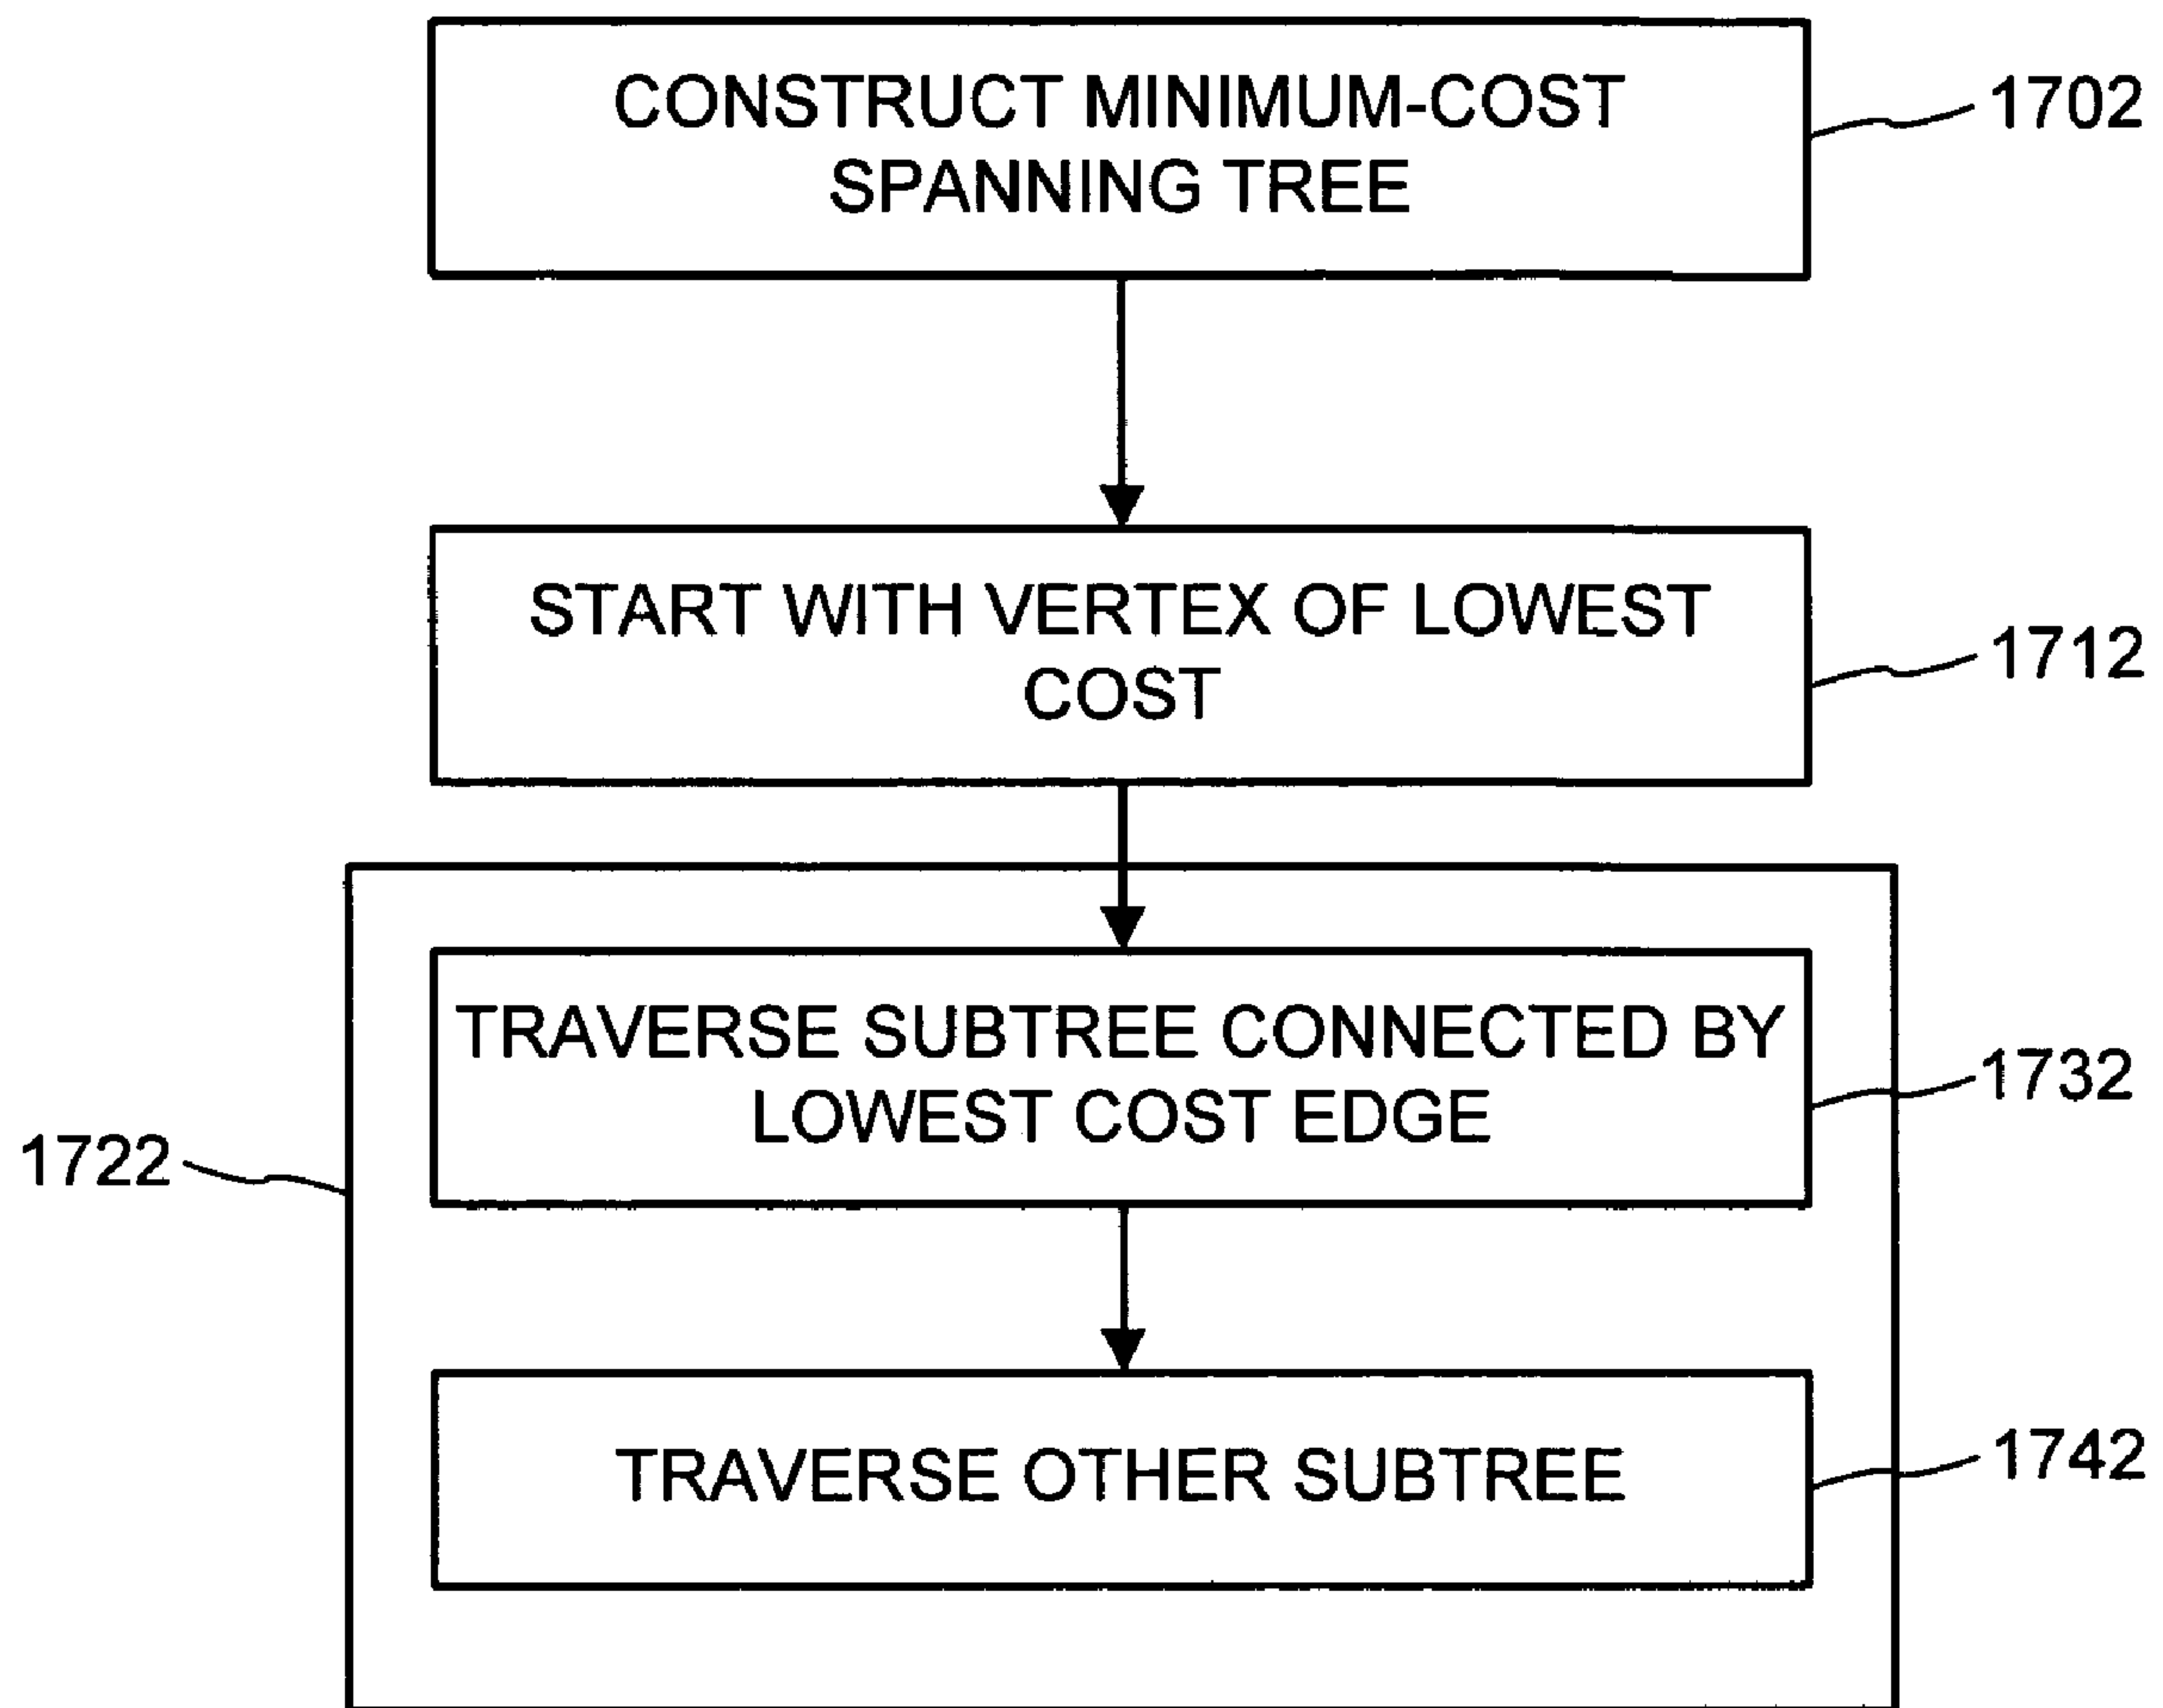 CONSTRUCT MINIMUM-COST
SPANNING TREE
1702
START WITH VERTEX OF LOWEST
COST
1712
TRAVERSE SUBTREE CONNECTED BY
LOWEST COST EDGE
1732
1722
TRAVERSE OTHER SUBTREE
1742